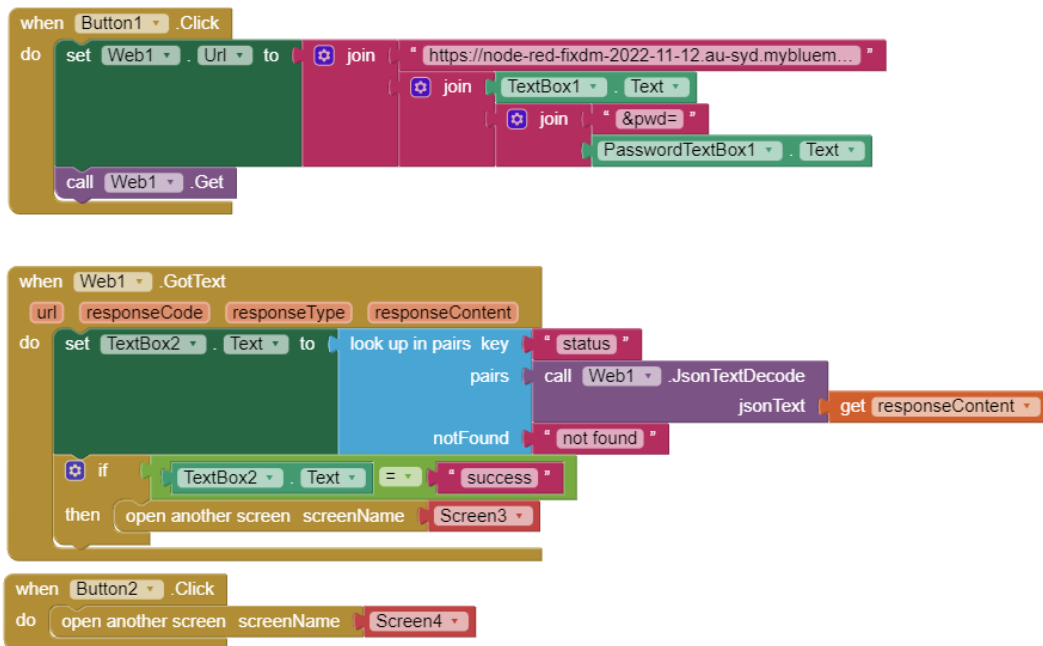 when Button1 .Click
do set Web1 . Url to join " https://node-red-fixdm-2022-11-12.au-syd.mybluem... "
join TextBox1 . Text
join " &pwd= "
PasswordTextBox1 . Text
call Web1 .Get
when Web1 .GotText
url responseCode responseType responseContent
do set TextBox2 . Text to look up in pairs key " status "
pairs call Web1 .JsonTextDecode
jsonText get responseContent
notFound " not found "
if TextBox2 . Text = " success "
then open another screen screenName Screen3
when Button2 .Click
do open another screen screenName Screen4